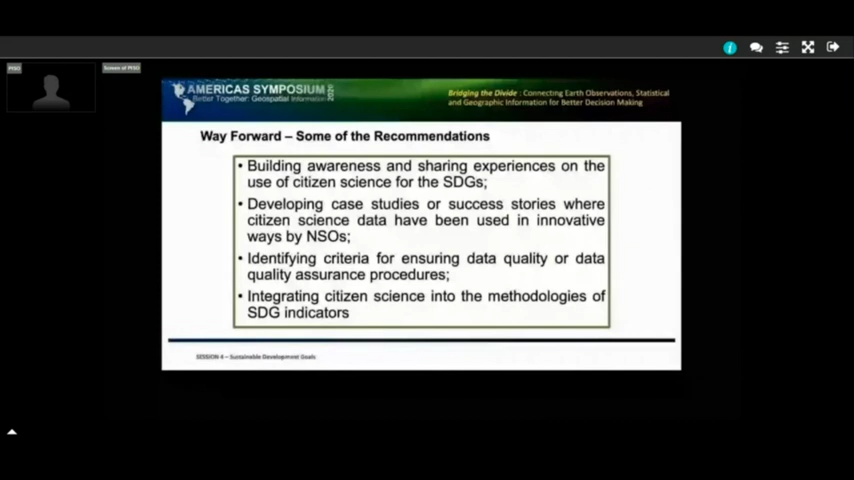 PFSO
Screen of PFSO
AMERICAS SYMPOSIUM
Better Together: Geospatial Information
Bridging the Divide : Connecting Earth Observations, Statistical
and Geographic Information for Better Decision Making
Way Forward – Some of the Recommendations
• Building awareness and sharing experiences on the
use of citizen science for the SDGs;
• Developing case studies or success stories where
citizen science data have been used in innovative
ways by NSOs;
• Identifying criteria for ensuring data quality or data
quality assurance procedures;
• Integrating citizen science into the methodologies of
SDG indicators
SESSION 4 – Sustainable Development Goals